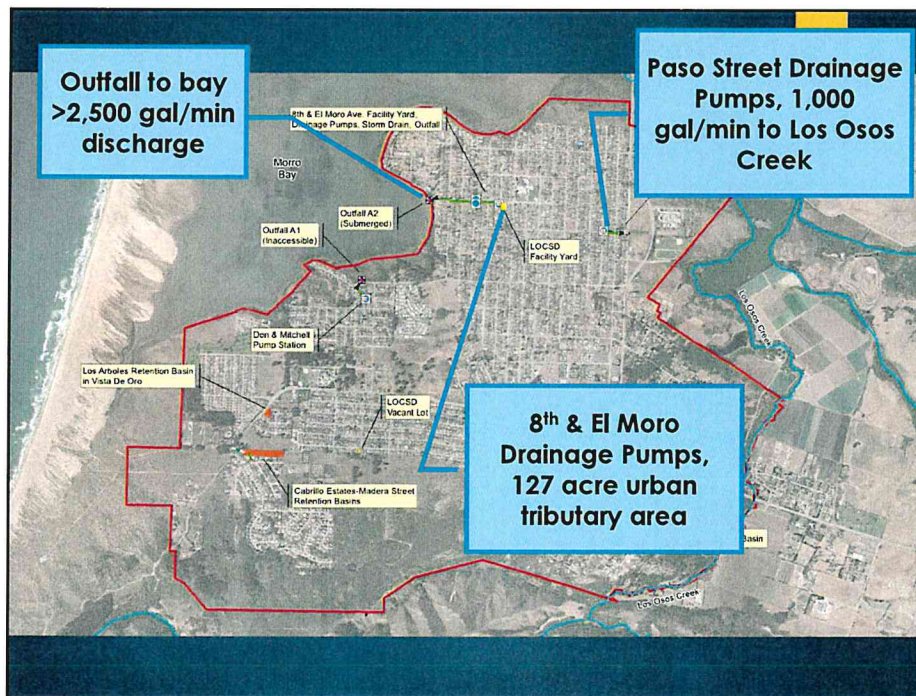 Outfall to bay
>2,500 gal/min
discharge
Paso Street Drainage
Pumps, 1,000
gal/min to Los Osos
Creek
8th & El Moro Ave. Facility Yard,
Drainage Pumps, Storm Drain, Outfall
Morro
Bay
Outfall A2
(Submerged)
Outfall A1
(Inaccessible)
LOCSD
Facility Yard
Los Osos Creek
Don & Mitchell
Pump Station
Los Arboles Retention Basin
in Vista De Oro
LOCSD
Vacant Lot
8th & El Moro
Drainage Pumps,
127 acre urban
tributary area
Cabrillo Estates-Madera Street
Retention Basins
Basin
Los Osos Creek